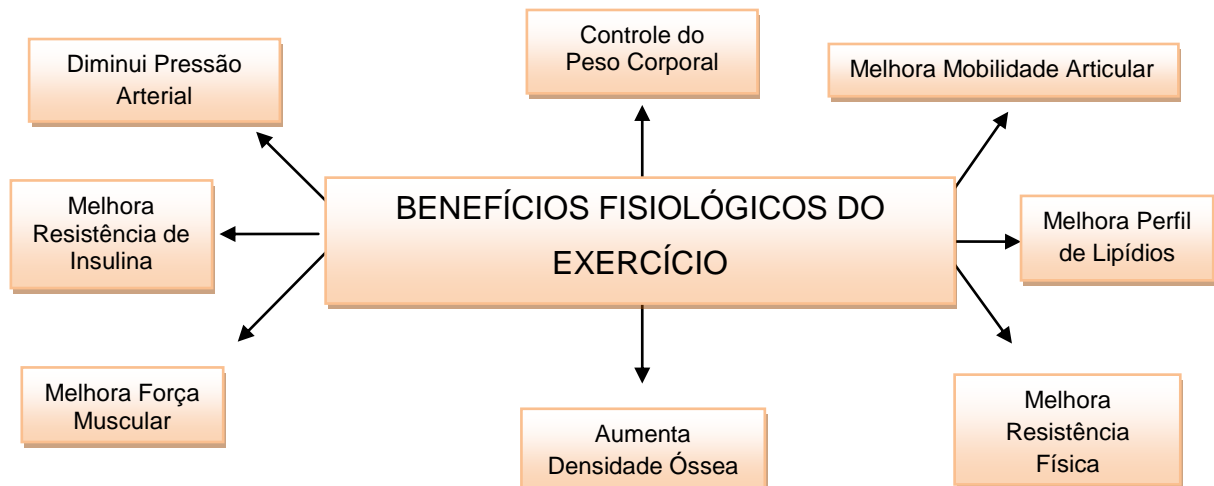 Controle do
Peso Corporal
Diminui Pressão
Arterial
Melhora Mobilidade Articular
BENEFÍCIOS FISIOLÓGICOS DO
EXERCÍCIO
Melhora
Resistência de
Insulina
Melhora Perfil
de Lipídios
Melhora Força
Muscular
Aumenta
Densidade Óssea
Melhora
Resistência
Física